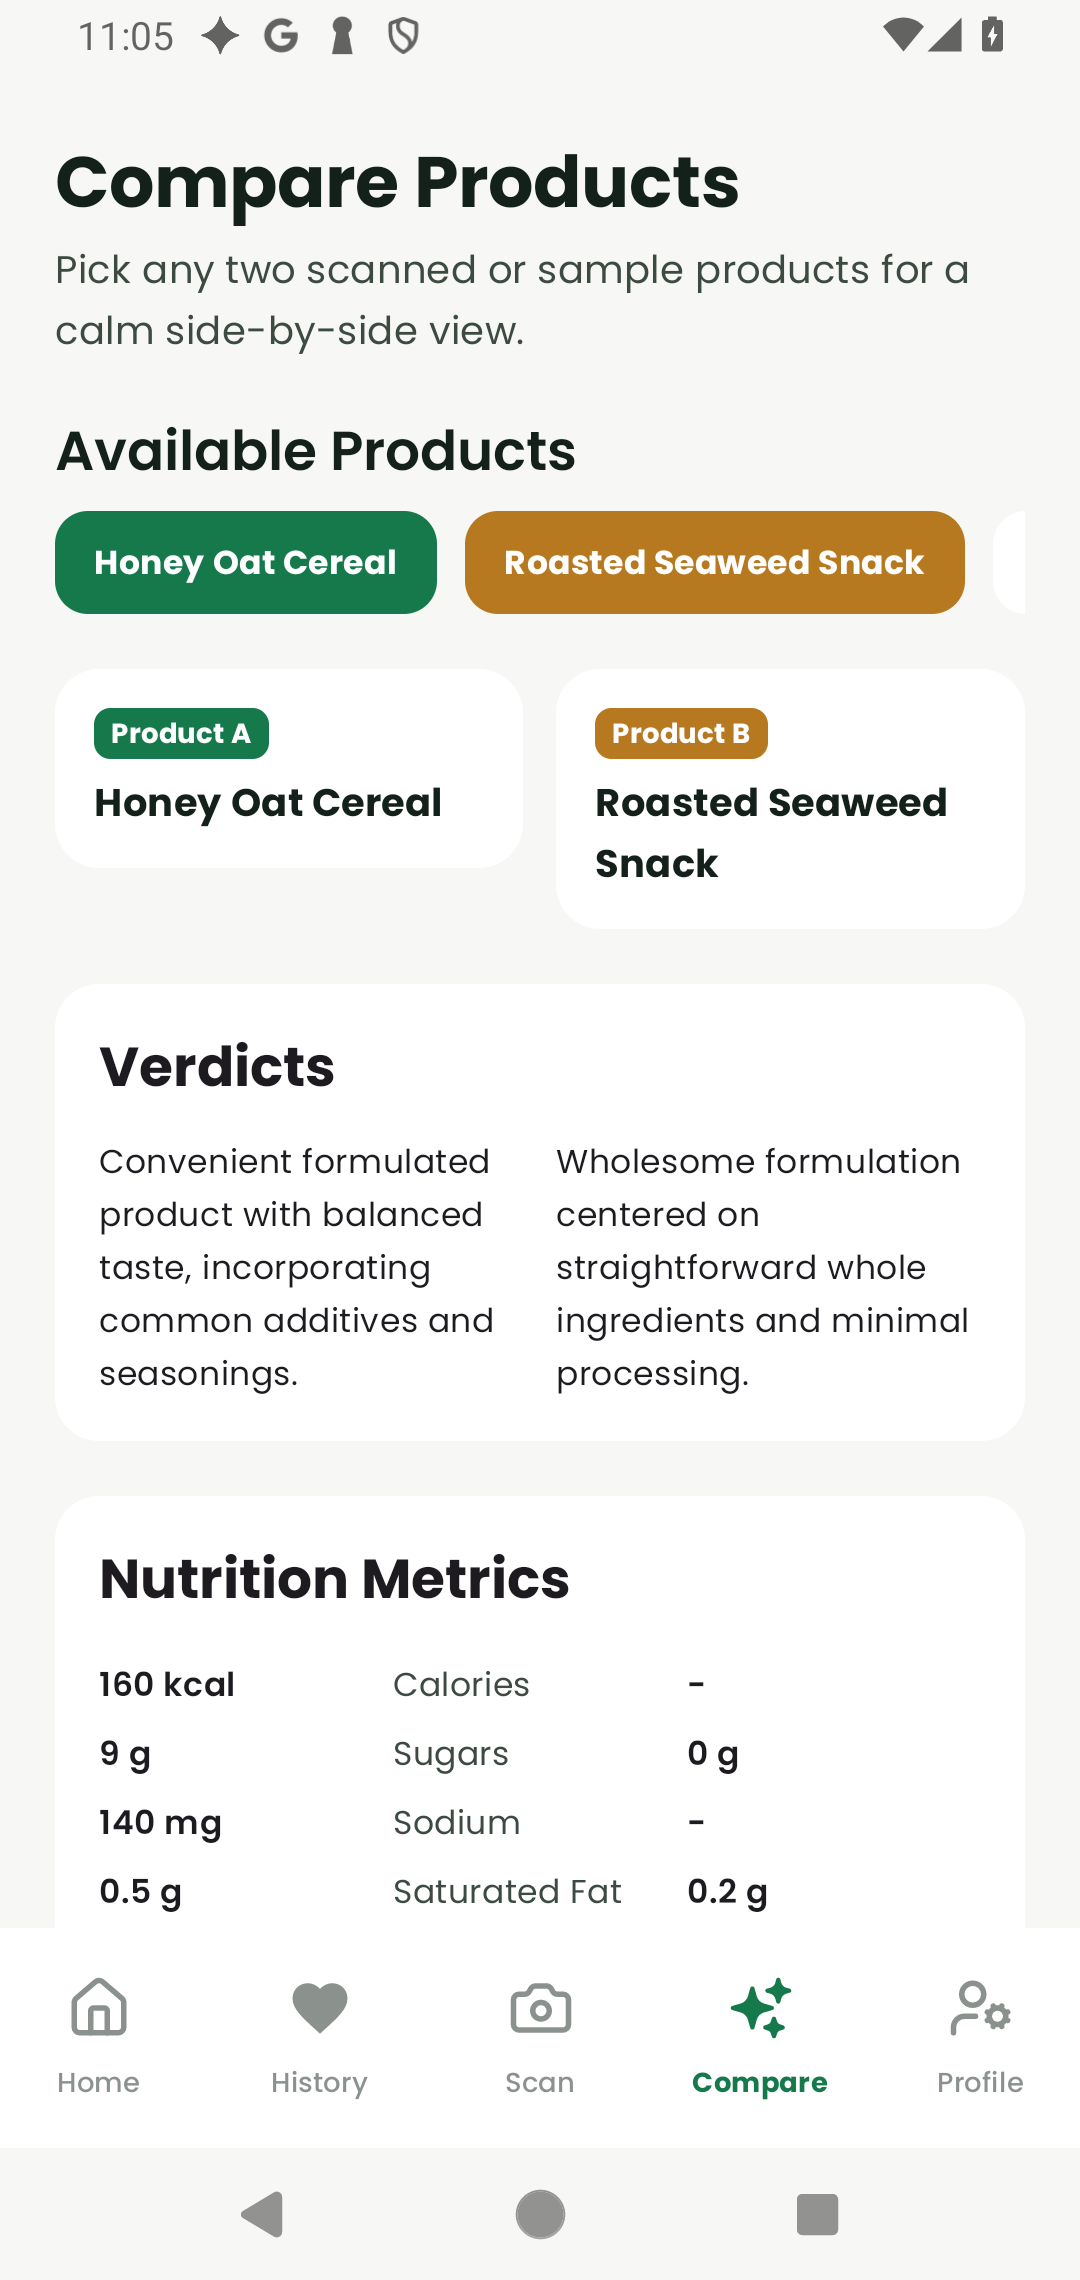 11:05
Compare Products
Pick any two scanned or sample products for a
calm side-by-side view.
Available Products
Honey Oat Cereal
Roasted Seaweed Snack
Product A
Honey Oat Cereal
Product B
Roasted Seaweed
Snack
Verdicts
Convenient formulated
product with balanced
taste, incorporating
common additives and
seasonings.
Wholesome formulation
centered on
straightforward whole
ingredients and minimal
processing.
Nutrition Metrics
160 kcal Calories -
9 g Sugars 0 g
140 mg Sodium -
0.5 g Saturated Fat 0.2 g
Home History Scan Compare Profile